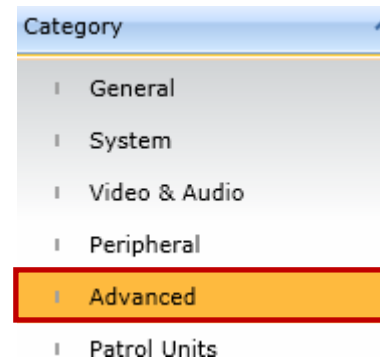 Category
General
System
Video & Audio
Peripheral
Advanced
Patrol Units